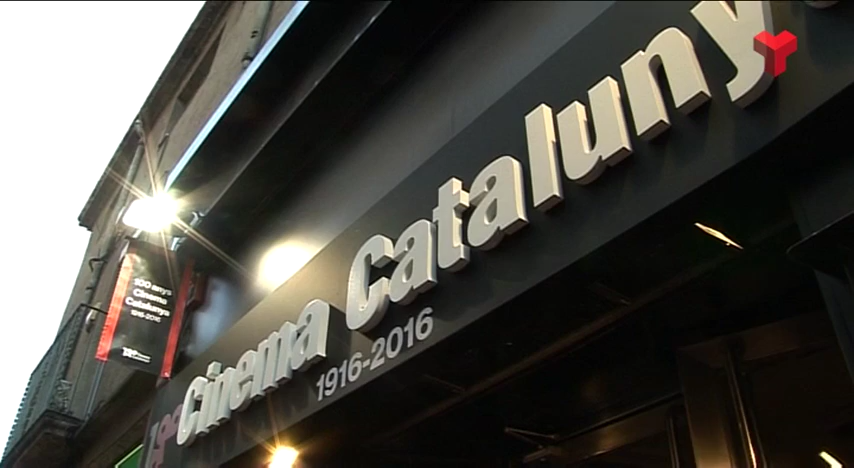 Cinema Cataluny
1916-2016
100 anys
Cinema
Catalunya
1916-2016